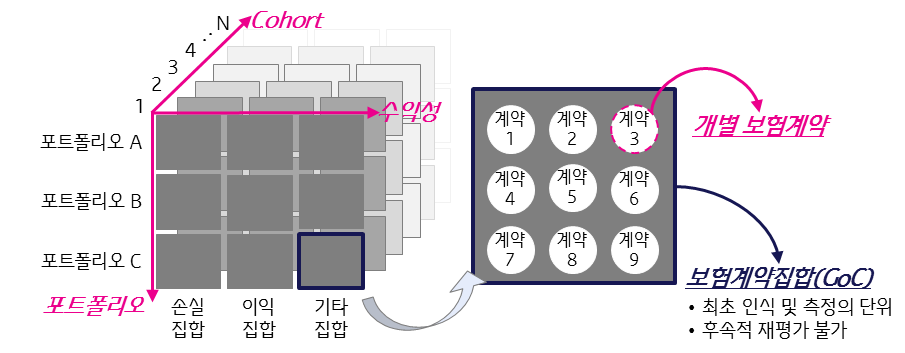 N Cohort
..
4
3
2
1
수익성
포트폴리오 A
포트폴리오 B
포트폴리오 C
포트폴리오
손실
집합
이익
집합
기타
집합
계약
1
계약
2
계약
3
계약
4
계약
5
계약
6
계약
7
계약
8
계약
9
개별 보험계약
보험계약집합(GoC)
• 최초 인식 및 측정의 단위
• 후속적 재평가 불가